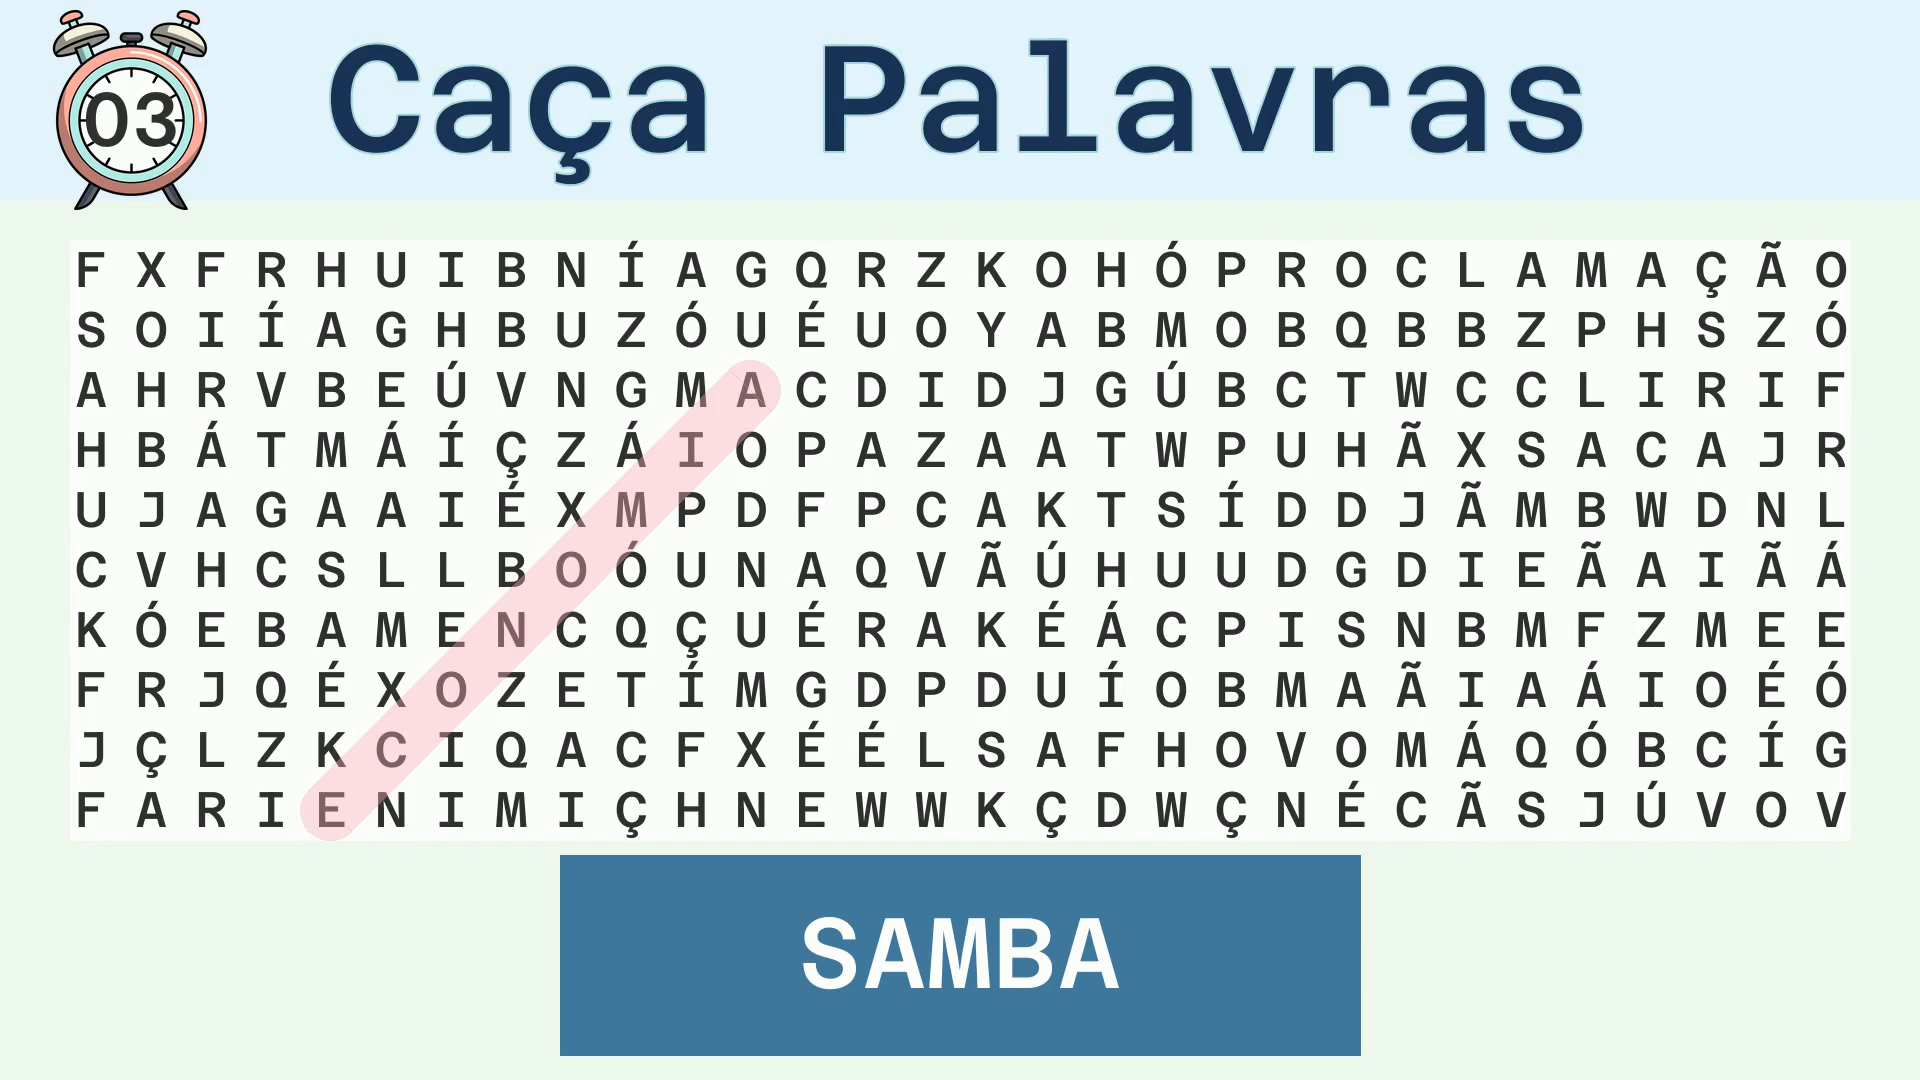 03
Caça Palavras
F X F R H U I B N Í A G Q R Z K O H Ó P R O C L A M A Ç Ã O
S O I Í A G H B U Z Ó U É U O Y A B M O B Q B B Z P H S Z Ó
A H R V B E Ú V N G M A C D I D J G Ú B C T W C C L I R I F
H B Á T M Á Í Ç Z Á I O P A Z A A T W P U H Ã X S A C A J R
U J A G A A I É X M P D F P C A K T S Í D D J Ã M B W D N L
C V H C S L L B O Ó U N A Q V Ã Ú H U U D G D I E Ã A I Ã Á
K Ó E B A M E N C Q Ç U É R A K É Á C P I S N B M F Z M E E
F R J Q É X O Z E T Í M G D P D U Í O B M A Ã I A Á I O É Ó
J Ç L Z K C I Q A C F X É É L S A F H O V O M Á Q Ó B C Í G
F A R I E N I M I Ç H N E W W K Ç D W Ç N É C Ã S J Ú V O V
SAMBA